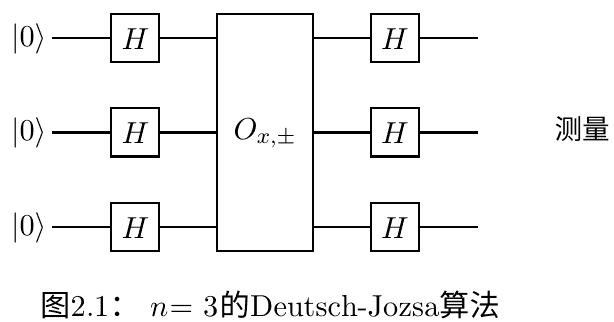 |0⟩ H H
|0⟩ H O_{x,±} H 测量
|0⟩ H H
图2.1： n= 3的Deutsch-Jozsa算法